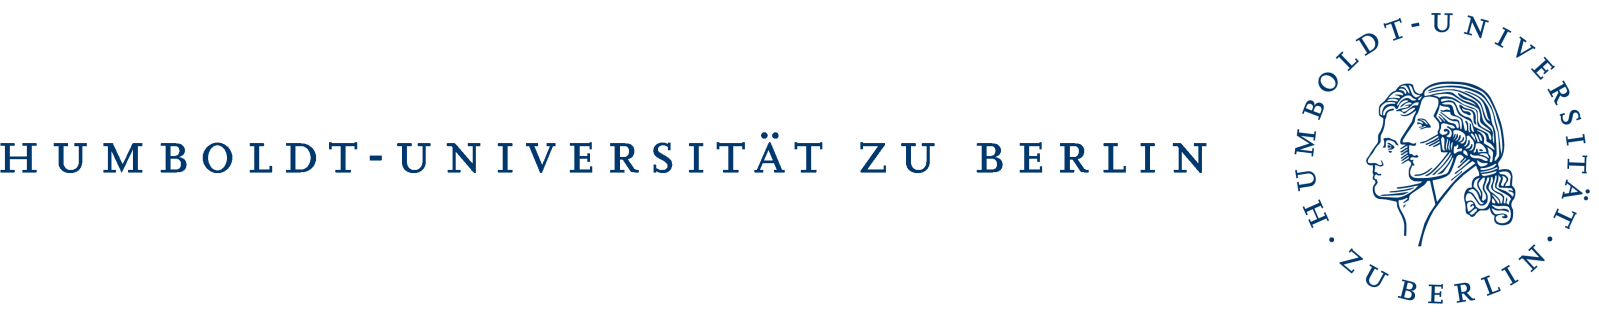 HUMBOLDT-UNIVERSITÄT ZU BERLIN
HUMBOLDT-UNIVERSITÄT
· ZU BERLIN ·